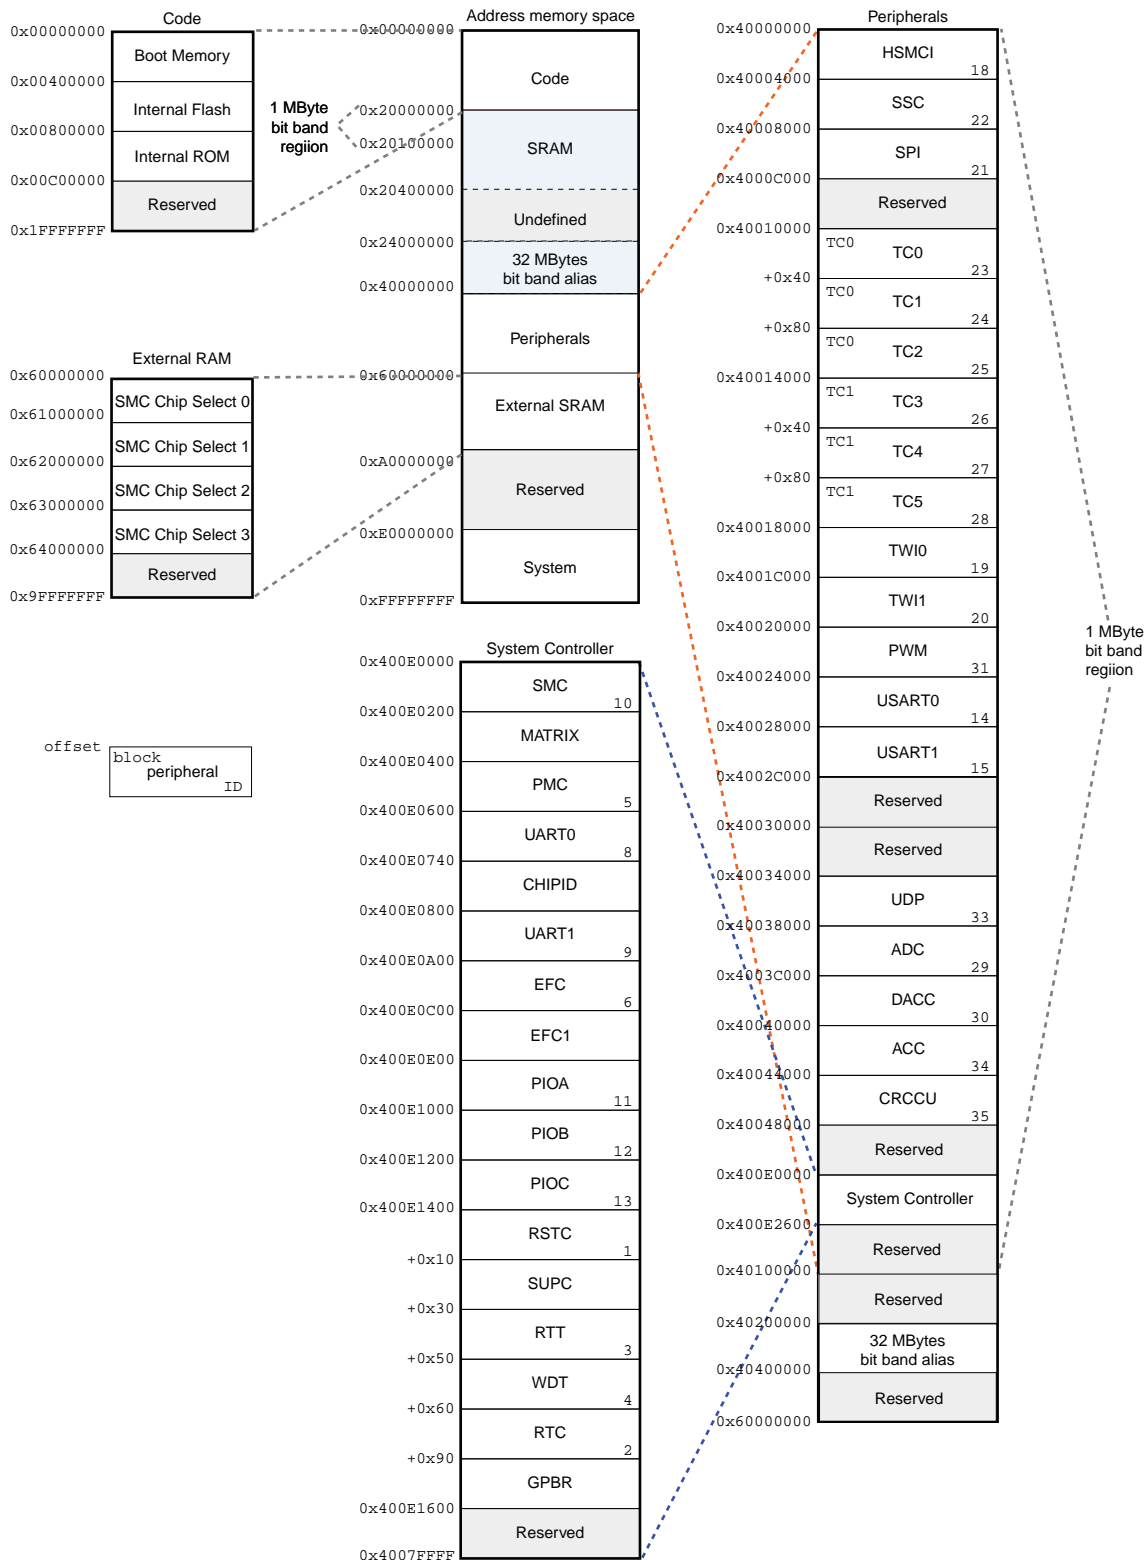 Code
0x00000000
Boot Memory
0x00400000
Internal Flash
0x00800000
Internal ROM
0x00C00000
Reserved
0x1FFFFFFF
1 MByte
bit band
regiion
External RAM
0x60000000
SMC Chip Select 0
0x61000000
SMC Chip Select 1
0x62000000
SMC Chip Select 2
0x63000000
SMC Chip Select 3
0x64000000
Reserved
0x9FFFFFFF
offset
block
peripheral
ID
Address memory space
0x00000000
Code
0x20000000
0x20100000
SRAM
0x20400000
Undefined
0x24000000
32 MBytes
bit band alias
0x40000000
Peripherals
0x60000000
External SRAM
0xA0000000
Reserved
0xE0000000
System
0xFFFFFFFF
System Controller
0x400E0000
SMC
10
0x400E0200
MATRIX
0x400E0400
PMC
5
0x400E0600
UART0
8
0x400E0740
CHIPID
0x400E0800
UART1
9
0x400E0A00
EFC
6
0x400E0C00
EFC1
0x400E0E00
PIOA
11
0x400E1000
PIOB
12
0x400E1200
PIOC
13
0x400E1400
RSTC
1
+0x10
SUPC
+0x30
RTT
3
+0x50
WDT
4
+0x60
RTC
2
+0x90
GPBR
0x400E1600
Reserved
0x4007FFFF
Peripherals
0x40000000
HSMCI
18
0x40004000
SSC
22
0x40008000
SPI
21
0x4000C000
Reserved
0x40010000
TC0
TC0
23
+0x40
TC0
TC1
24
+0x80
TC0
TC2
25
0x40014000
TC1
TC3
26
+0x40
TC1
TC4
27
+0x80
TC1
TC5
28
0x40018000
TWI0
19
0x4001C000
TWI1
20
0x40020000
PWM
31
0x40024000
USART0
14
0x40028000
USART1
15
0x4002C000
Reserved
0x40030000
Reserved
0x40034000
UDP
33
0x40038000
ADC
29
0x4003C000
DACC
30
0x40040000
ACC
34
0x40044000
CRCCU
35
0x40048000
Reserved
0x400E0000
System Controller
0x400E2600
Reserved
0x40100000
Reserved
0x40200000
32 MBytes
bit band alias
0x40400000
Reserved
0x60000000
1 MByte
bit band
regiion